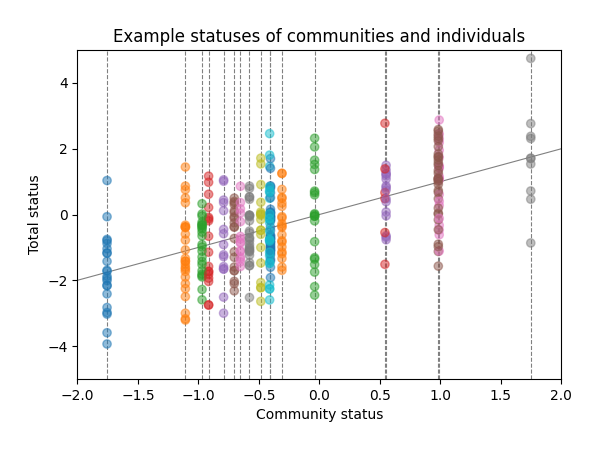 Example statuses of communities and individuals
Total status
4
2
0
−2
−4
−2.0 −1.5 −1.0 −0.5 0.0 0.5 1.0 1.5 2.0
Community status